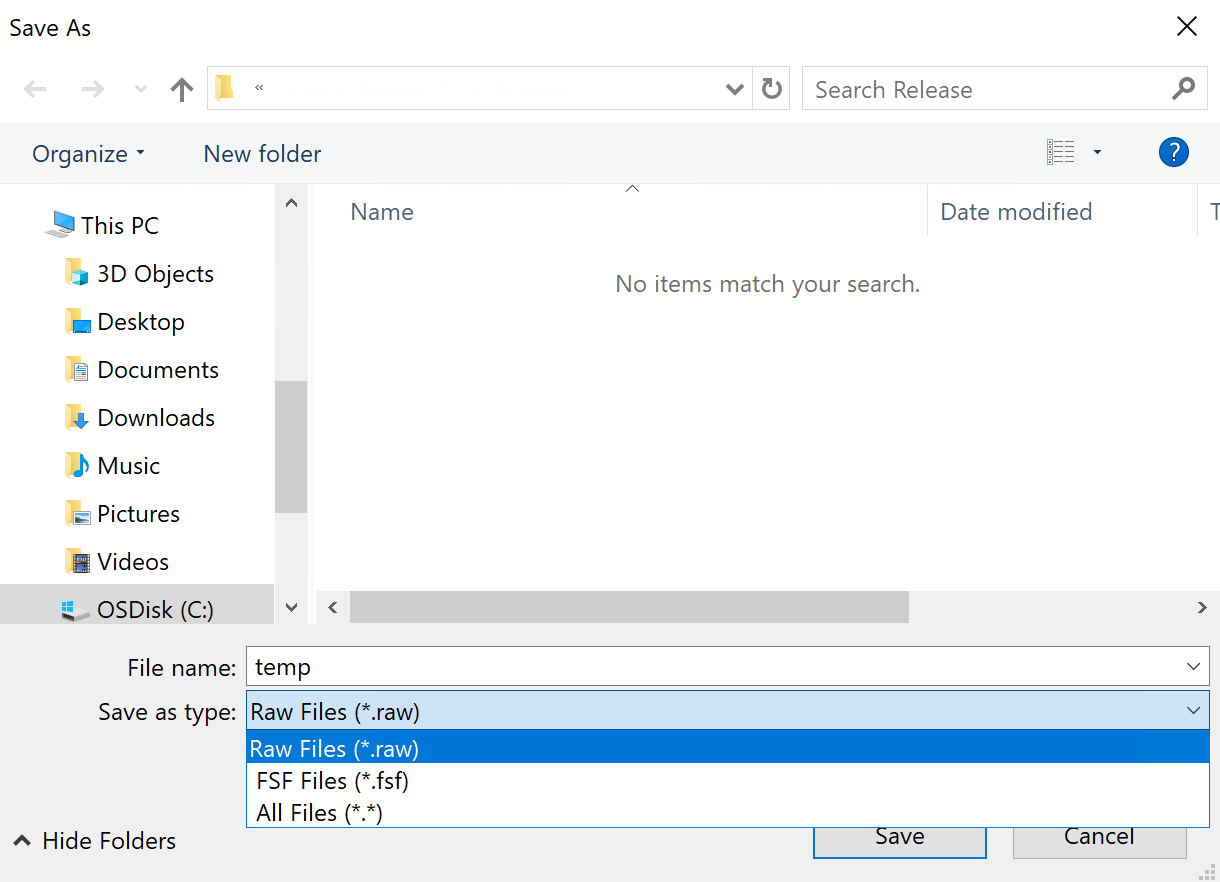 Save As
«
Search Release
Organize
New folder
?
Name
Date modified
T
No items match your search.
This PC
3D Objects
Desktop
Documents
Downloads
Music
Pictures
Videos
OSDisk (C:)
File name: temp
Save as type: Raw Files (*.raw)
Raw Files (*.raw)
FSF Files (*.fsf)
All Files (*.*)
Hide Folders
Save
Cancel